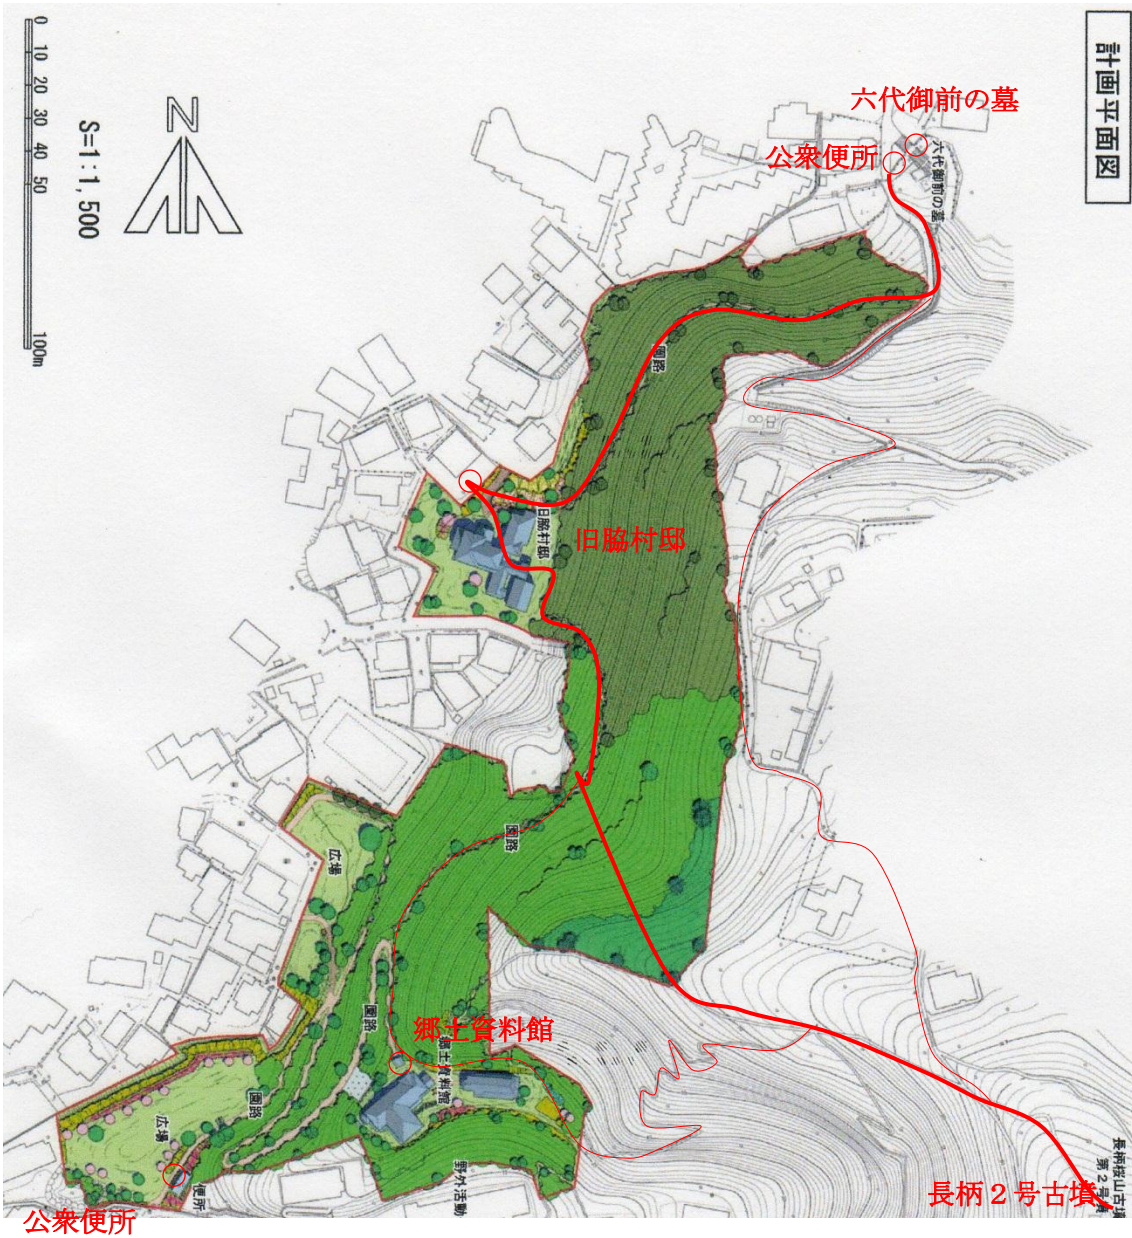 計画平面図
0 10 20 30 40 50 100m
S=1:1,500
N
六代御前の墓
公衆便所
六代御前の墓
園路
旧脇村邸
旧脇村邸
園路
広場
園路
郷土資料館
郷土資料館
園路
広場
便所
野外活動
長柄桜山古墳
第2号墳
長柄2号古墳
公衆便所